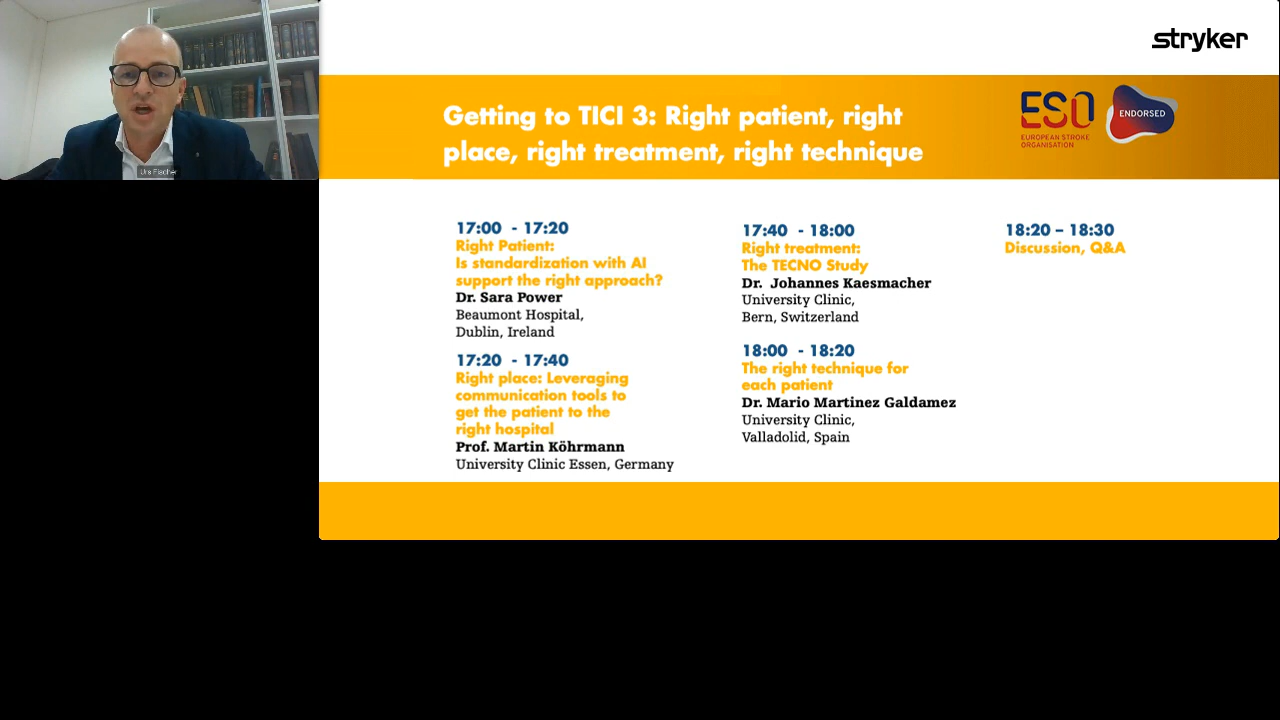 Urs Fischer
stryker
Getting to TICI 3: Right patient, right
place, right treatment, right technique
ESO
EUROPEAN STROKE
ORGANISATION
ENDORSED
17:00 - 17:20
Right Patient:
Is standardization with AI
support the right approach?
Dr. Sara Power
Beaumont Hospital,
Dublin, Ireland
17:20 - 17:40
Right place: Leveraging
communication tools to
get the patient to the
right hospital
Prof. Martin Köhrmann
University Clinic Essen, Germany
17:40 - 18:00
Right treatment:
The TECNO Study
Dr. Johannes Kaesmacher
University Clinic,
Bern, Switzerland
18:00 - 18:20
The right technique for
each patient
Dr. Mario Martinez Galdamez
University Clinic,
Valladolid, Spain
18:20 – 18:30
Discussion, Q&A